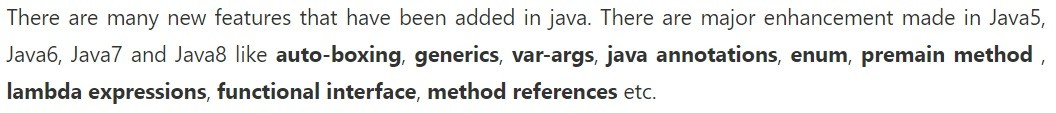 There are many new features that have been added in java. There are major enhancement made in Java5,
Java6, Java7 and Java8 like auto-boxing, generics, var-args, java annotations, enum, premain method ,
lambda expressions, functional interface, method references etc.